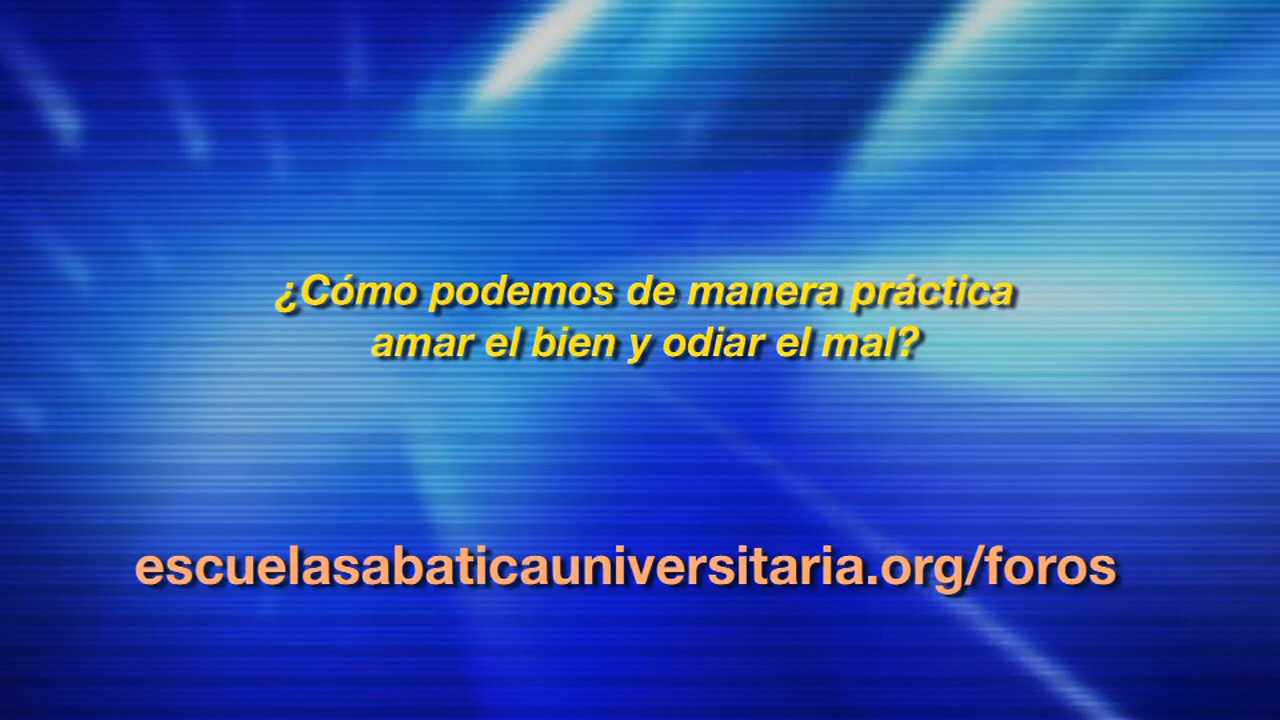 ¿Cómo podemos de manera práctica
amar el bien y odiar el mal?
escuelasabaticauniversitaria.org/foros